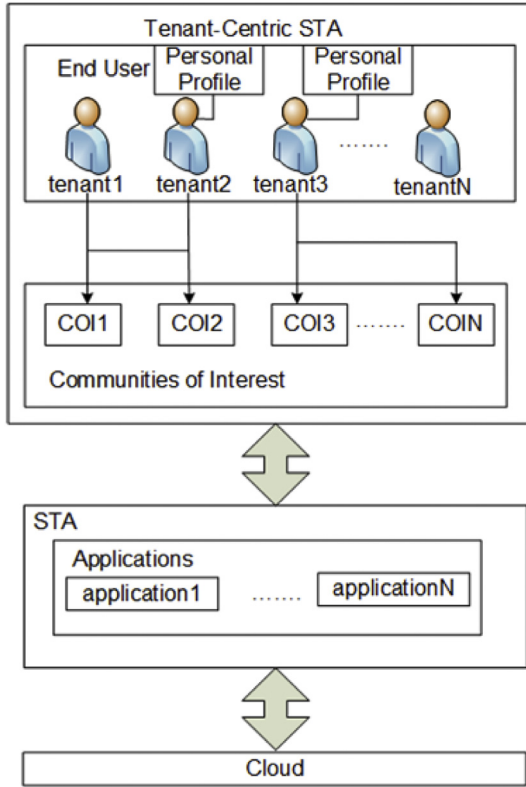 Tenant-Centric STA
End User
Personal Profile
Personal Profile
tenant1 tenant2 tenant3 ....... tenantN
COI1 COI2 COI3 ....... COIN
Communities of Interest
STA
Applications
application1 ....... applicationN
Cloud